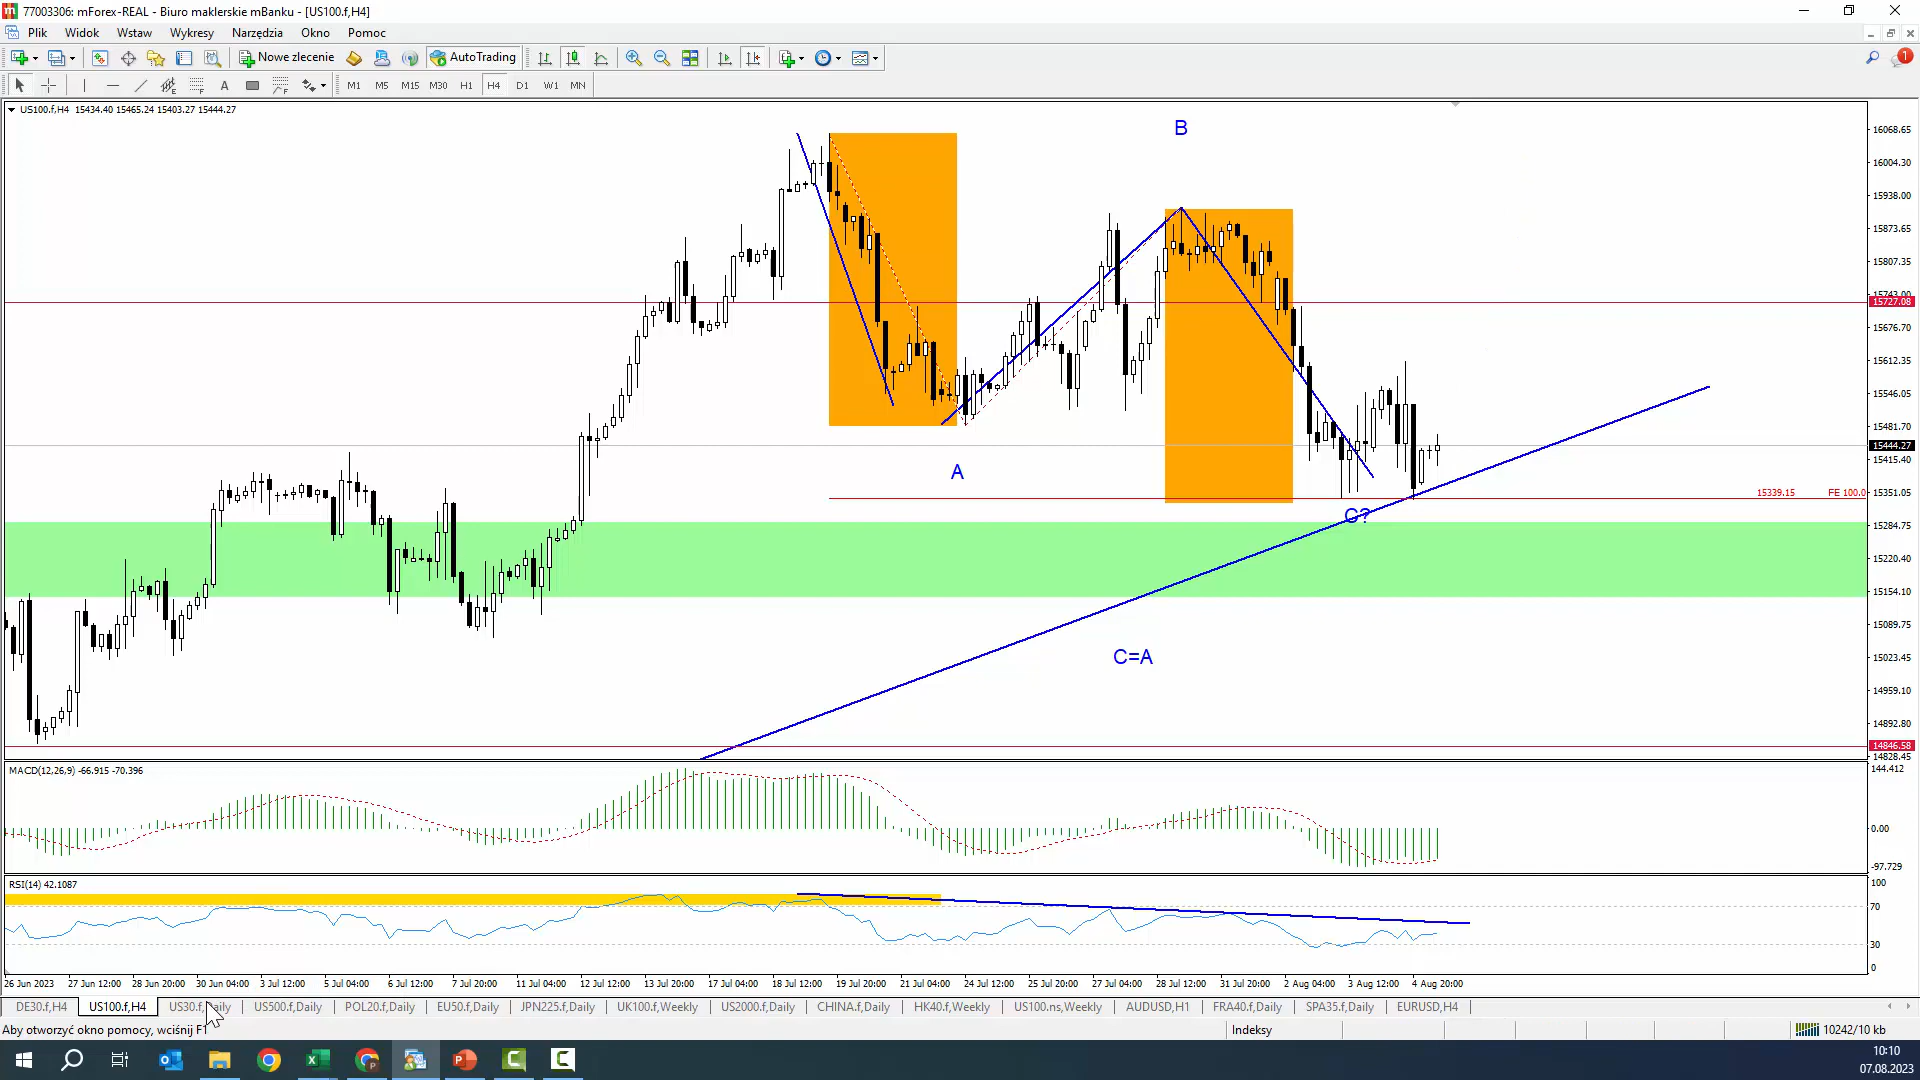 77003306: mForex-REAL - Biuro maklerskie mBanku - [US100.f,H4]
Plik Widok Wstaw Wykresy Narzędzia Okno Pomoc
Nowe zlecenie AutoTrading
A M1 M5 M15 M30 H1 H4 D1 W1 MN
1
US100.f,H4 15434.40 15465.24 15403.27 15444.27
B
A
C?
C=A
15339.15 FE 100.0
16068.65
16004.30
15938.00
15873.65
15807.35
15743.00
15727.08
15676.70
15612.35
15546.05
15481.70
15444.27
15415.40
15351.05
15284.75
15220.40
15154.10
15089.75
15023.45
14959.10
14892.80
14846.58
14828.45
MACD(12,26,9) -66.915 -70.396
144.412
0.00
-97.729
RSI(14) 42.1087
100
70
30
0
26 Jun 2023 27 Jun 12:00 28 Jun 20:00 30 Jun 04:00 3 Jul 12:00 5 Jul 04:00 6 Jul 12:00 7 Jul 20:00 11 Jul 04:00 12 Jul 12:00 13 Jul 20:00 17 Jul 04:00 18 Jul 12:00 19 Jul 20:00 21 Jul 04:00 24 Jul 12:00 25 Jul 20:00 27 Jul 04:00 28 Jul 12:00 31 Jul 20:00 2 Aug 04:00 3 Aug 12:00 4 Aug 20:00
DE30.f,H4 US100.f,H4 US30.f,Daily US500.f,Daily POL20.f,Daily EU50.f,Daily JPN225.f,Daily UK100.f,Weekly US2000.f,Daily CHINA.f,Daily HK40.f,Weekly US100.ns,Weekly AUDUSD,H1 FRA40.f,Daily SPA35.f,Daily EURUSD,H4
Aby otworzyć okno pomocy, wciśnij F1 Indeksy 10242/10 kb
10:10
07.08.2023